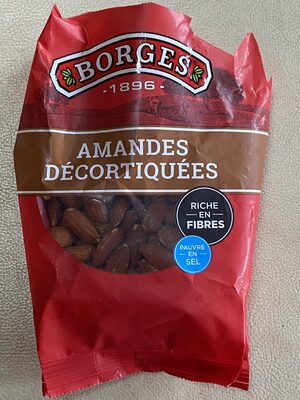 BORGES
-1896-
AMANDES
DÉCORTIQUÉES
RICHE
EN
FIBRES
PAUVRE
EN
SEL